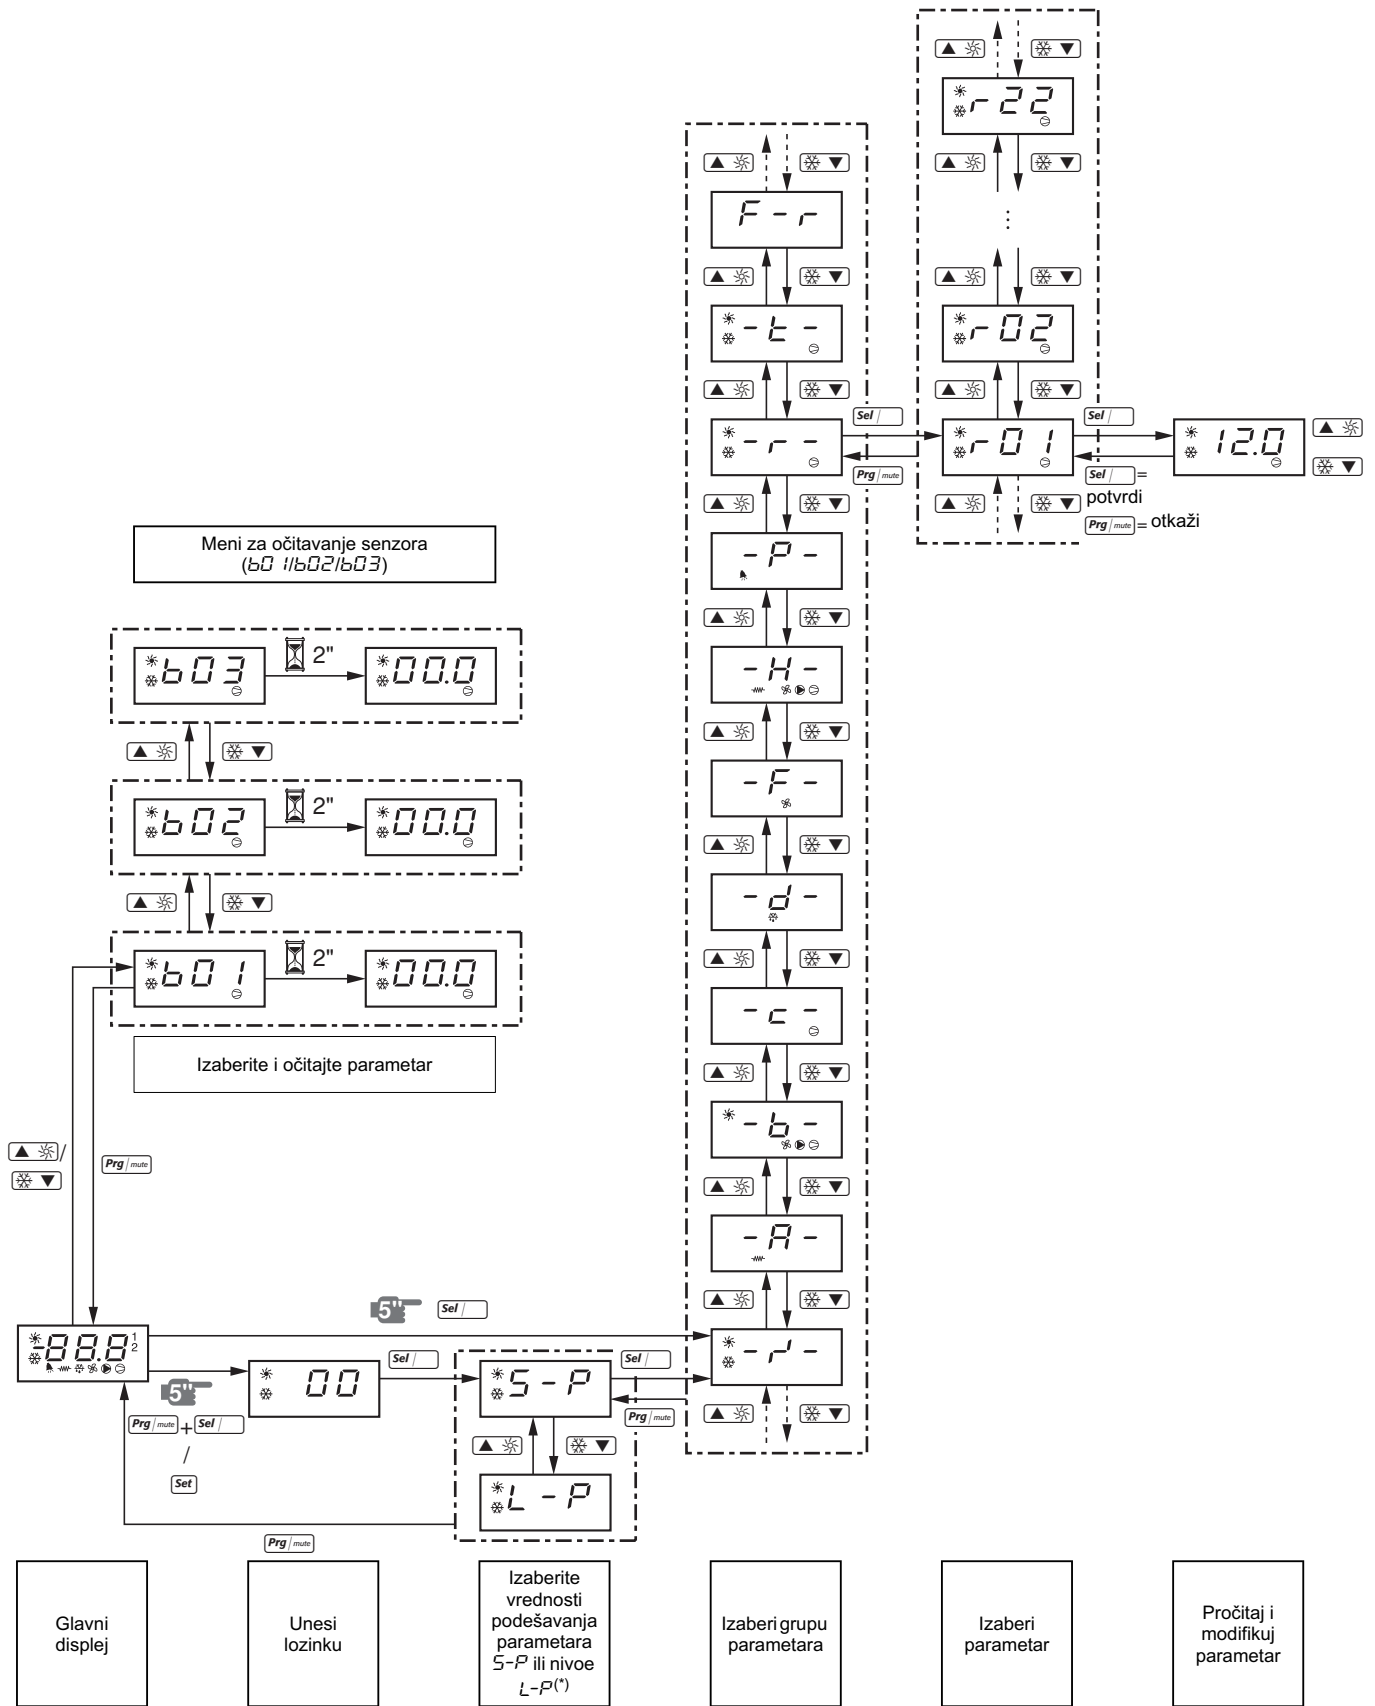 r22
F-r
-t-
r02
Sel
Sel
-r-
r01
12.0
Prg/mute
Sel = potvrdi
Prg/mute = otkaži
-P-
Meni za očitavanje senzora
(b01/b02/b03)
-H-
b03
2"
00.0
-F-
b02
2"
00.0
-d-
b01
2"
00.0
-c-
Izaberite i očitajte parametar
-b-
/
Prg/mute
-A-
5"
Sel
-88.8 1 2
-r'-
00
Sel
S-P
Sel
5"
Prg/mute + Sel
Prg/mute
/
Set
L-P
Prg/mute
Glavni
displej
Unesi
lozinku
Izaberite
vrednosti
podešavanja
parametara
S-P ili nivoe
L-P(*)
Izaberi grupu
parametara
Izaberi
parametar
Pročitaj i
modifikuj
parametar